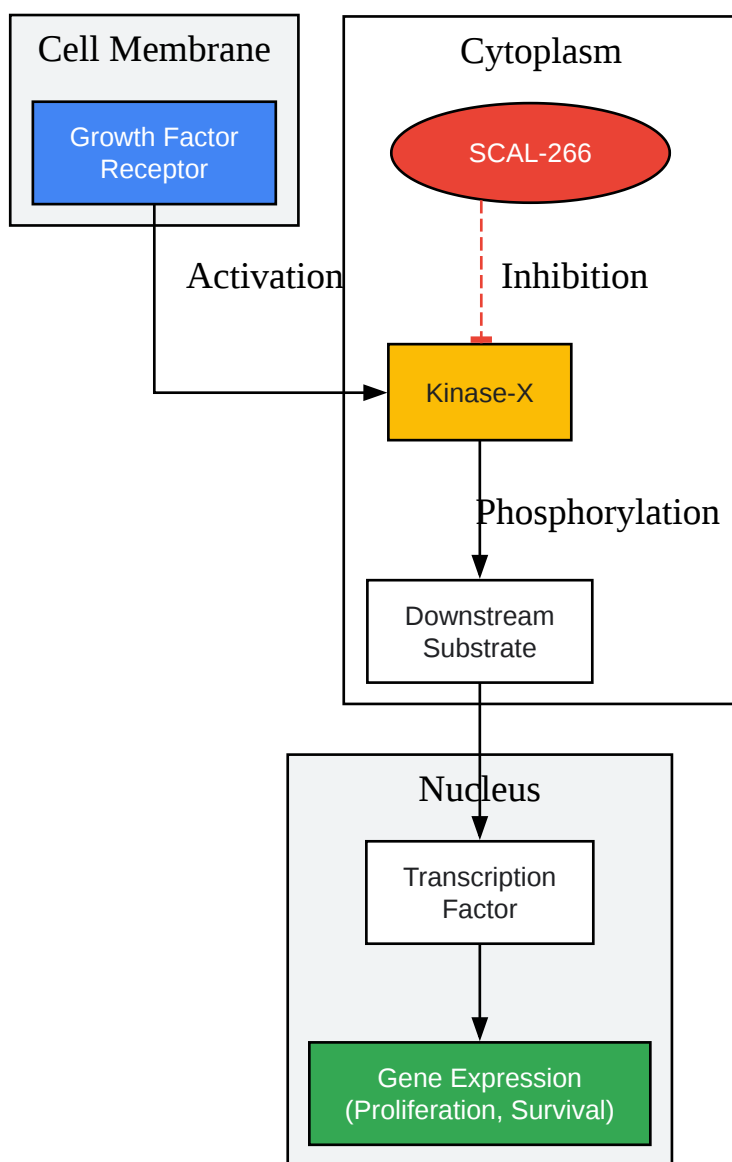 Cell Membrane
Growth Factor
Receptor
Cytoplasm
SCAL-266
Activation
Inhibition
Kinase-X
Phosphorylation
Downstream
Substrate
Nucleus
Transcription
Factor
Gene Expression
(Proliferation, Survival)